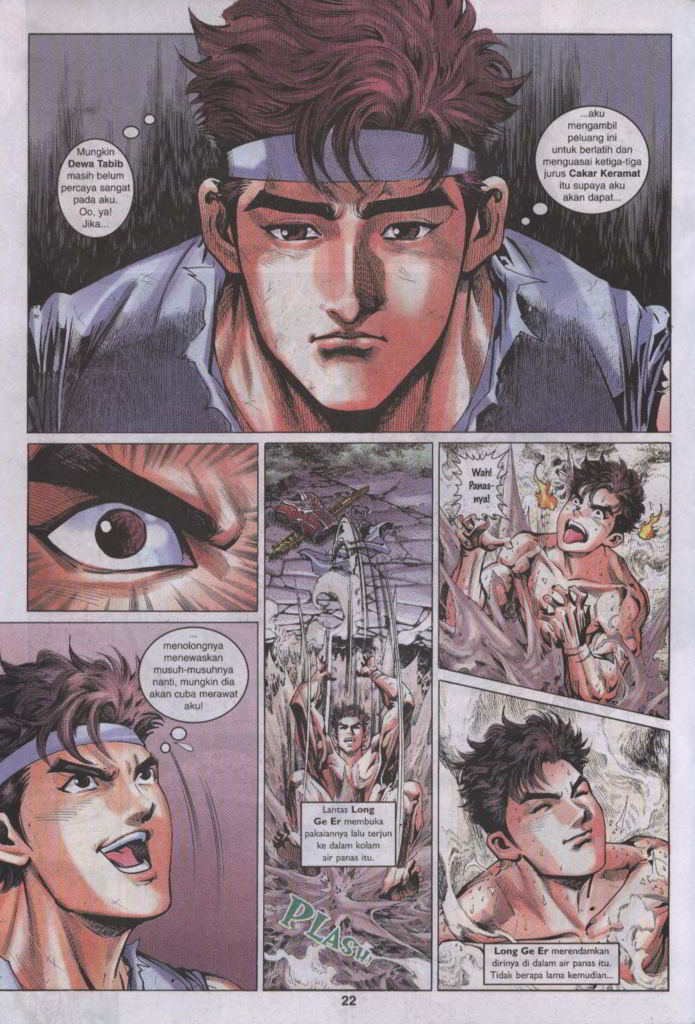 Mungkin
Dewa Tabib
masih belum
percaya sangat
pada aku.
Oo, ya!
Jika...
...aku
mengambil
peluang ini
untuk berlatih dan
menguasai ketiga-tiga
jurus Cakar Keramat
itu supaya aku
akan dapat...
...
menolongnya
menewaskan
musuh-musuhnya
nanti, mungkin dia
akan cuba merawat
aku!
Lantas Long
Ge Er membuka
pakaiannya lalu terjun
ke dalam kolam
air panas itu.
PLASH
Wah!
Panas-
nya!
Long Ge Er merendamkan
dirinya di dalam air panas itu.
Tidak berapa lama kemudian...
22